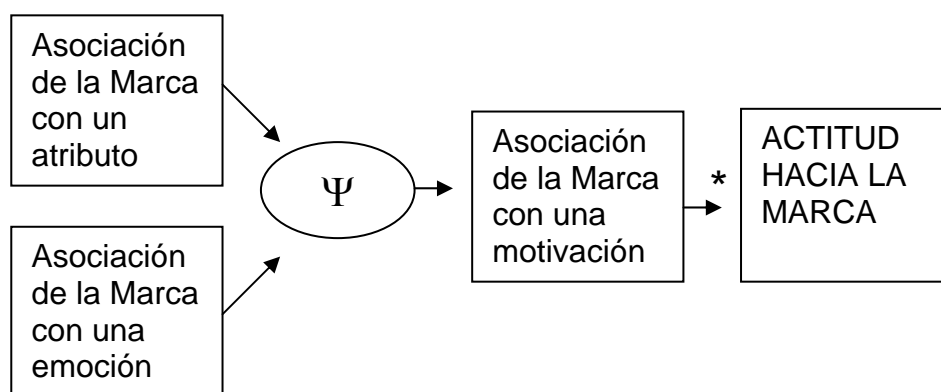 Asociación
de la Marca
con un
atributo
Asociación
de la Marca
con una
emoción
Ψ
Asociación
de la Marca
con una
motivación
*
ACTITUD
HACIA LA
MARCA